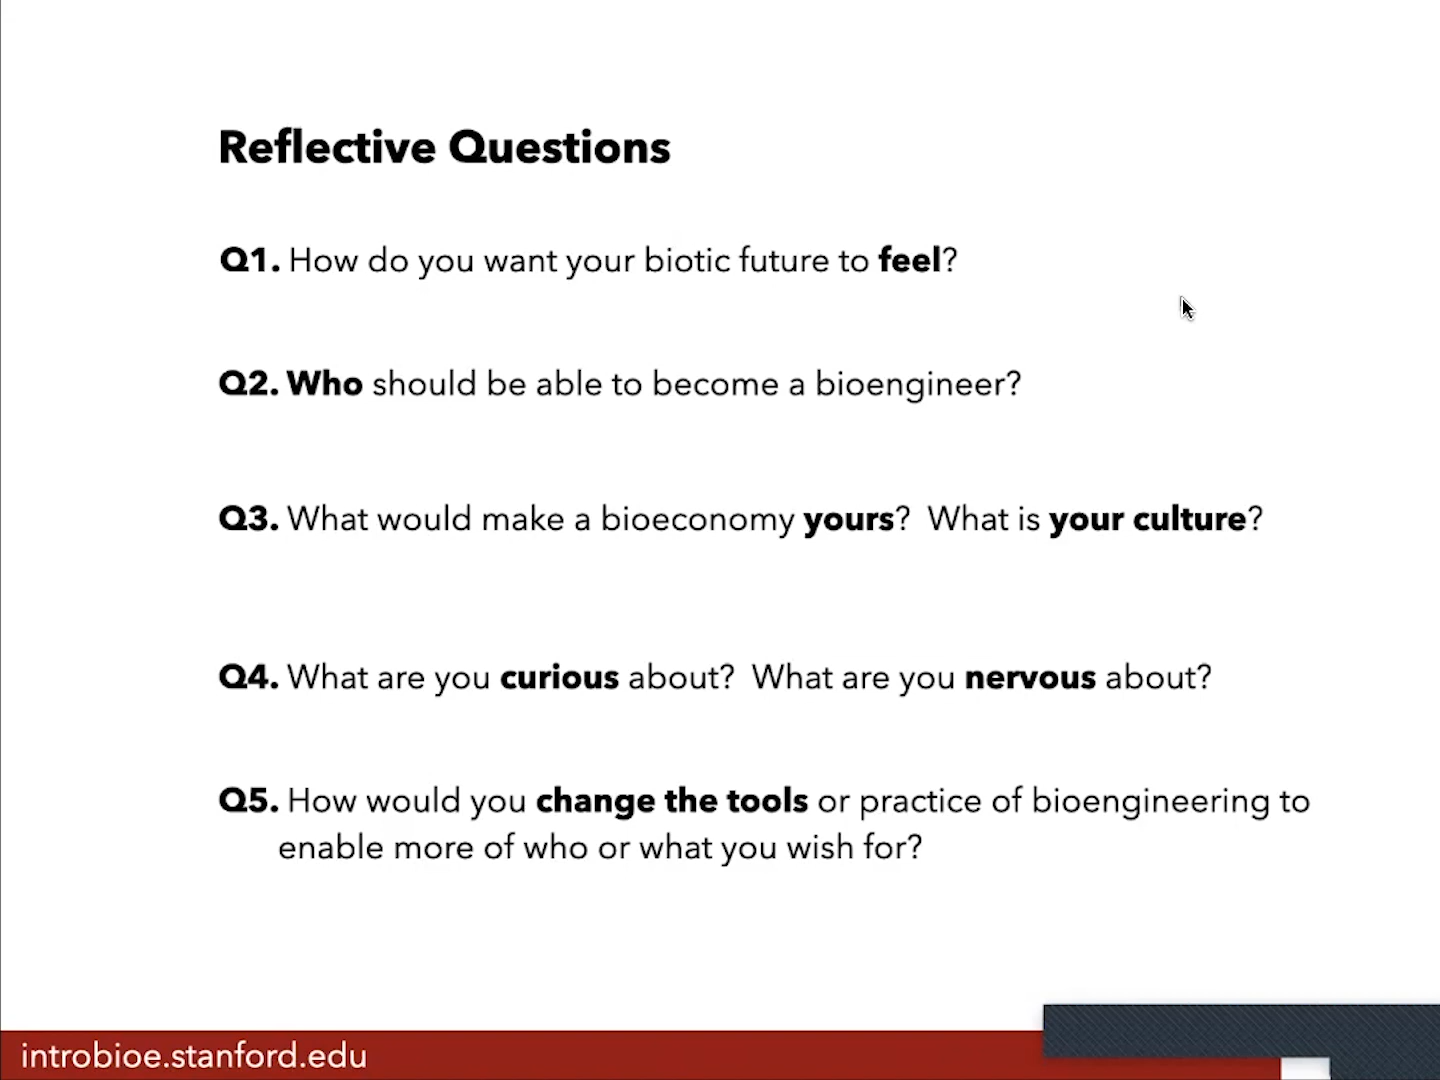 Reflective Questions
Q1. How do you want your biotic future to feel?
Q2. Who should be able to become a bioengineer?
Q3. What would make a bioeconomy yours?  What is your culture?
Q4. What are you curious about?  What are you nervous about?
Q5. How would you change the tools or practice of bioengineering to
enable more of who or what you wish for?
introbioe.stanford.edu